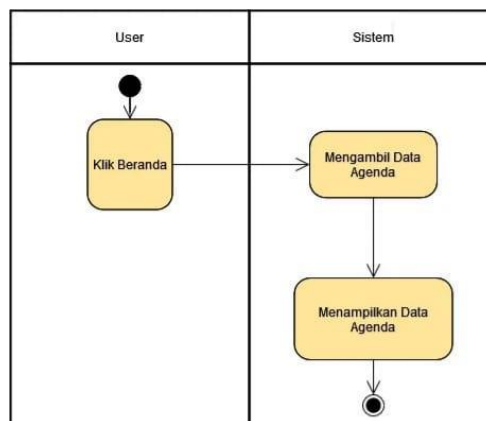 User
Sistem
Klik Beranda
Mengambil Data
Agenda
Menampilkan Data
Agenda